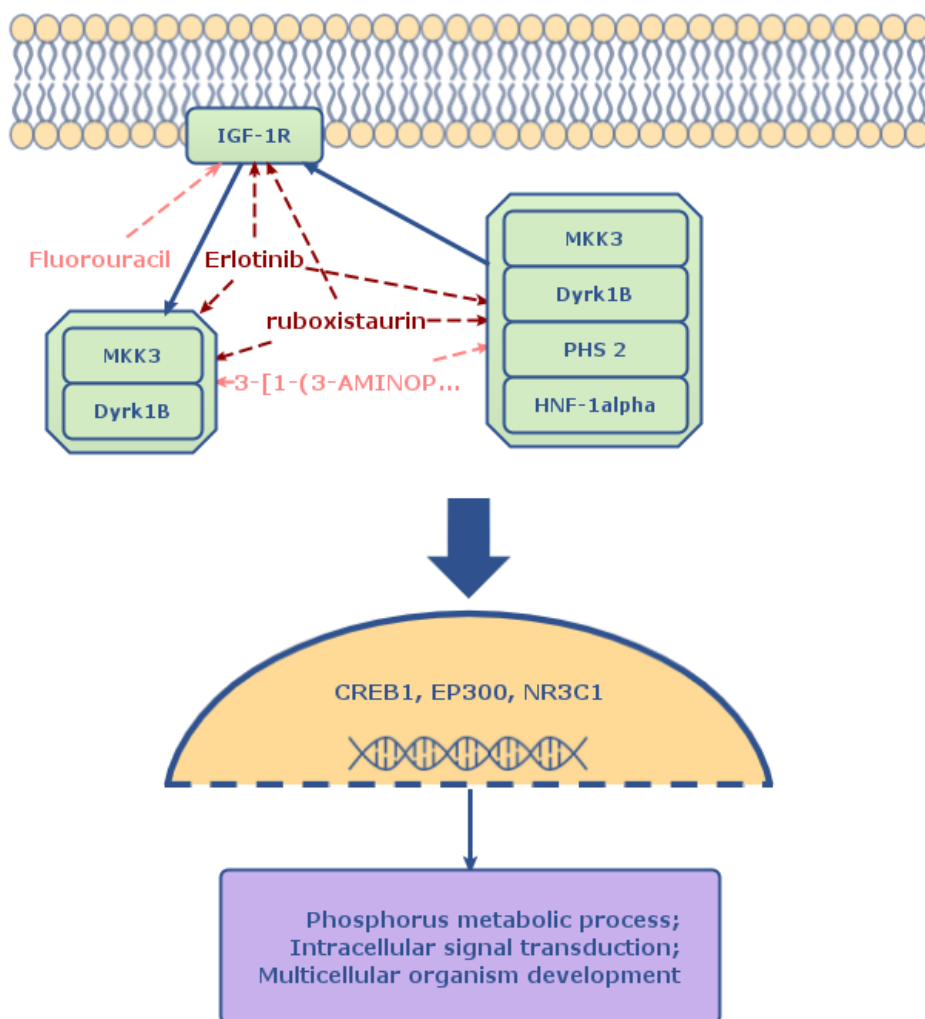 IGF-1R
MKK3
Fluorouracil
Erlotinib
Dyrk1B
ruboxistaurin
MKK3
PHS 2
3-[1-(3-AMINOP...
Dyrk1B
HNF-1alpha
CREB1, EP300, NR3C1
Phosphorus metabolic process;
Intracellular signal transduction;
Multicellular organism development